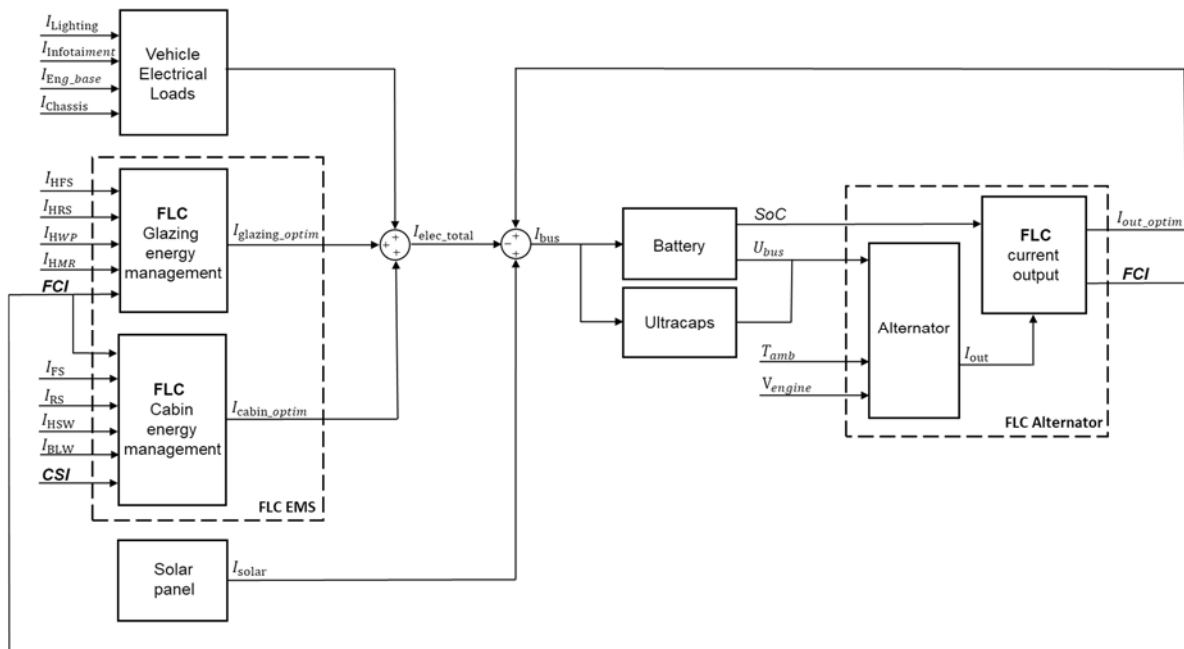 I_Lighting
I_Infotaiment
I_Eng_base
I_Chassis
Vehicle
Electrical
Loads
I_HFS
I_HRS
I_HWP
I_HMR
FCI
FLC
Glazing
energy
management
I_glazing_optim
I_FS
I_RS
I_HSW
I_BLW
CSI
FLC
Cabin
energy
management
I_cabin_optim
FLC EMS
Solar
panel
I_solar
+
+ +
I_elec_total
+
− +
I_bus
Battery
SoC
U_bus
Ultracaps
T_amb
V_engine
Alternator
I_out
FLC
current
output
I_out_optim
FCI
FLC Alternator